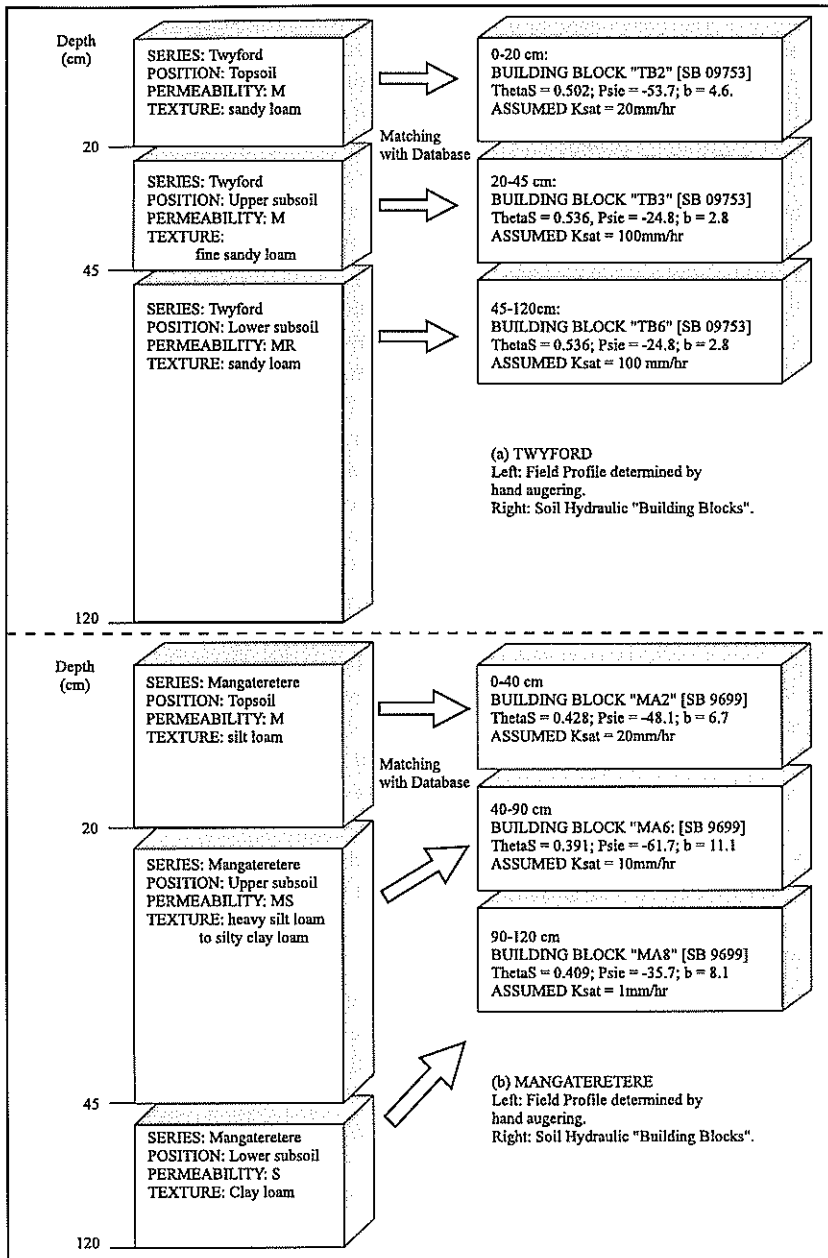 Depth
(cm)
SERIES: Twyford
POSITION: Topsoil
PERMEABILITY: M
TEXTURE: sandy loam
0-20 cm:
BUILDING BLOCK "TB2" [SB 09753]
ThetaS = 0.502; Psie = -53.7; b = 4.6.
ASSUMED Ksat = 20mm/hr
20
Matching
with Database
SERIES: Twyford
POSITION: Upper subsoil
PERMEABILITY: M
TEXTURE:
fine sandy loam
20-45 cm:
BUILDING BLOCK "TB3" [SB 09753]
ThetaS = 0.536, Psie = -24.8; b = 2.8
ASSUMED Ksat = 100mm/hr
45
SERIES: Twyford
POSITION: Lower subsoil
PERMEABILITY: MR
TEXTURE: sandy loam
45-120cm:
BUILDING BLOCK "TB6" [SB 09753]
ThetaS = 0.536; Psie = -24.8; b = 2.8
ASSUMED Ksat = 100 mm/hr
(a) TWYFORD
Left: Field Profile determined by
hand augering.
Right: Soil Hydraulic "Building Blocks".
120
Depth
(cm)
SERIES: Mangateretere
POSITION: Topsoil
PERMEABILITY: M
TEXTURE: silt loam
0-40 cm
BUILDING BLOCK "MA2" [SB 9699]
ThetaS = 0.428; Psie = -48.1; b = 6.7
ASSUMED Ksat = 20mm/hr
Matching
with Database
20
SERIES: Mangateretere
POSITION: Upper subsoil
PERMEABILITY: MS
TEXTURE: heavy silt loam
to silty clay loam
40-90 cm
BUILDING BLOCK "MA6: [SB 9699]
ThetaS = 0.391; Psie = -61.7; b = 11.1
ASSUMED Ksat = 10mm/hr
90-120 cm
BUILDING BLOCK "MA8" [SB 9699]
ThetaS = 0.409; Psie = -35.7; b = 8.1
ASSUMED Ksat = 1mm/hr
45
SERIES: Mangateretere
POSITION: Lower subsoil
PERMEABILITY: S
TEXTURE: Clay loam
(b) MANGATERETERE
Left: Field Profile determined by
hand augering.
Right: Soil Hydraulic "Building Blocks".
120